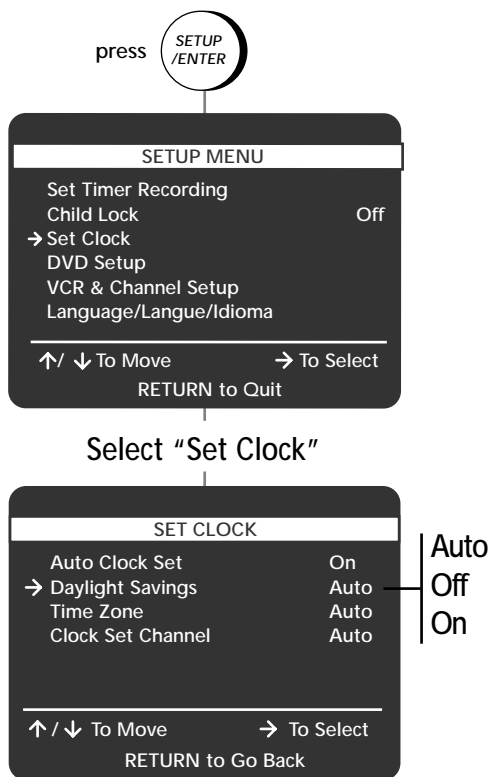 press SETUP
/ENTER
SETUP MENU
Set Timer Recording
Child Lock Off
→ Set Clock
DVD Setup
VCR & Channel Setup
Language/Langue/Idioma
↑/ ↓ To Move → To Select
RETURN to Quit
Select “Set Clock”
SET CLOCK
Auto Clock Set On
→ Daylight Savings Auto
Time Zone Auto
Clock Set Channel Auto
↑ / ↓ To Move → To Select
RETURN to Go Back
Auto
Off
On